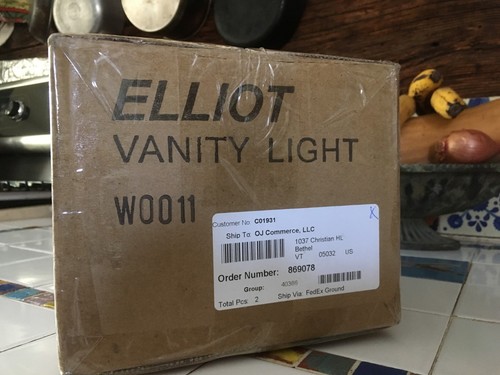 ELLIOT
VANITY LIGHT
W0011
Customer No C01931
Ship To OJ Commerce, LLC
1037 Christian HL
Bethel
VT 05032 US
Order Number: 869078
Group: 40395
Total Pcs: 2 Ship Via: FedEx Ground